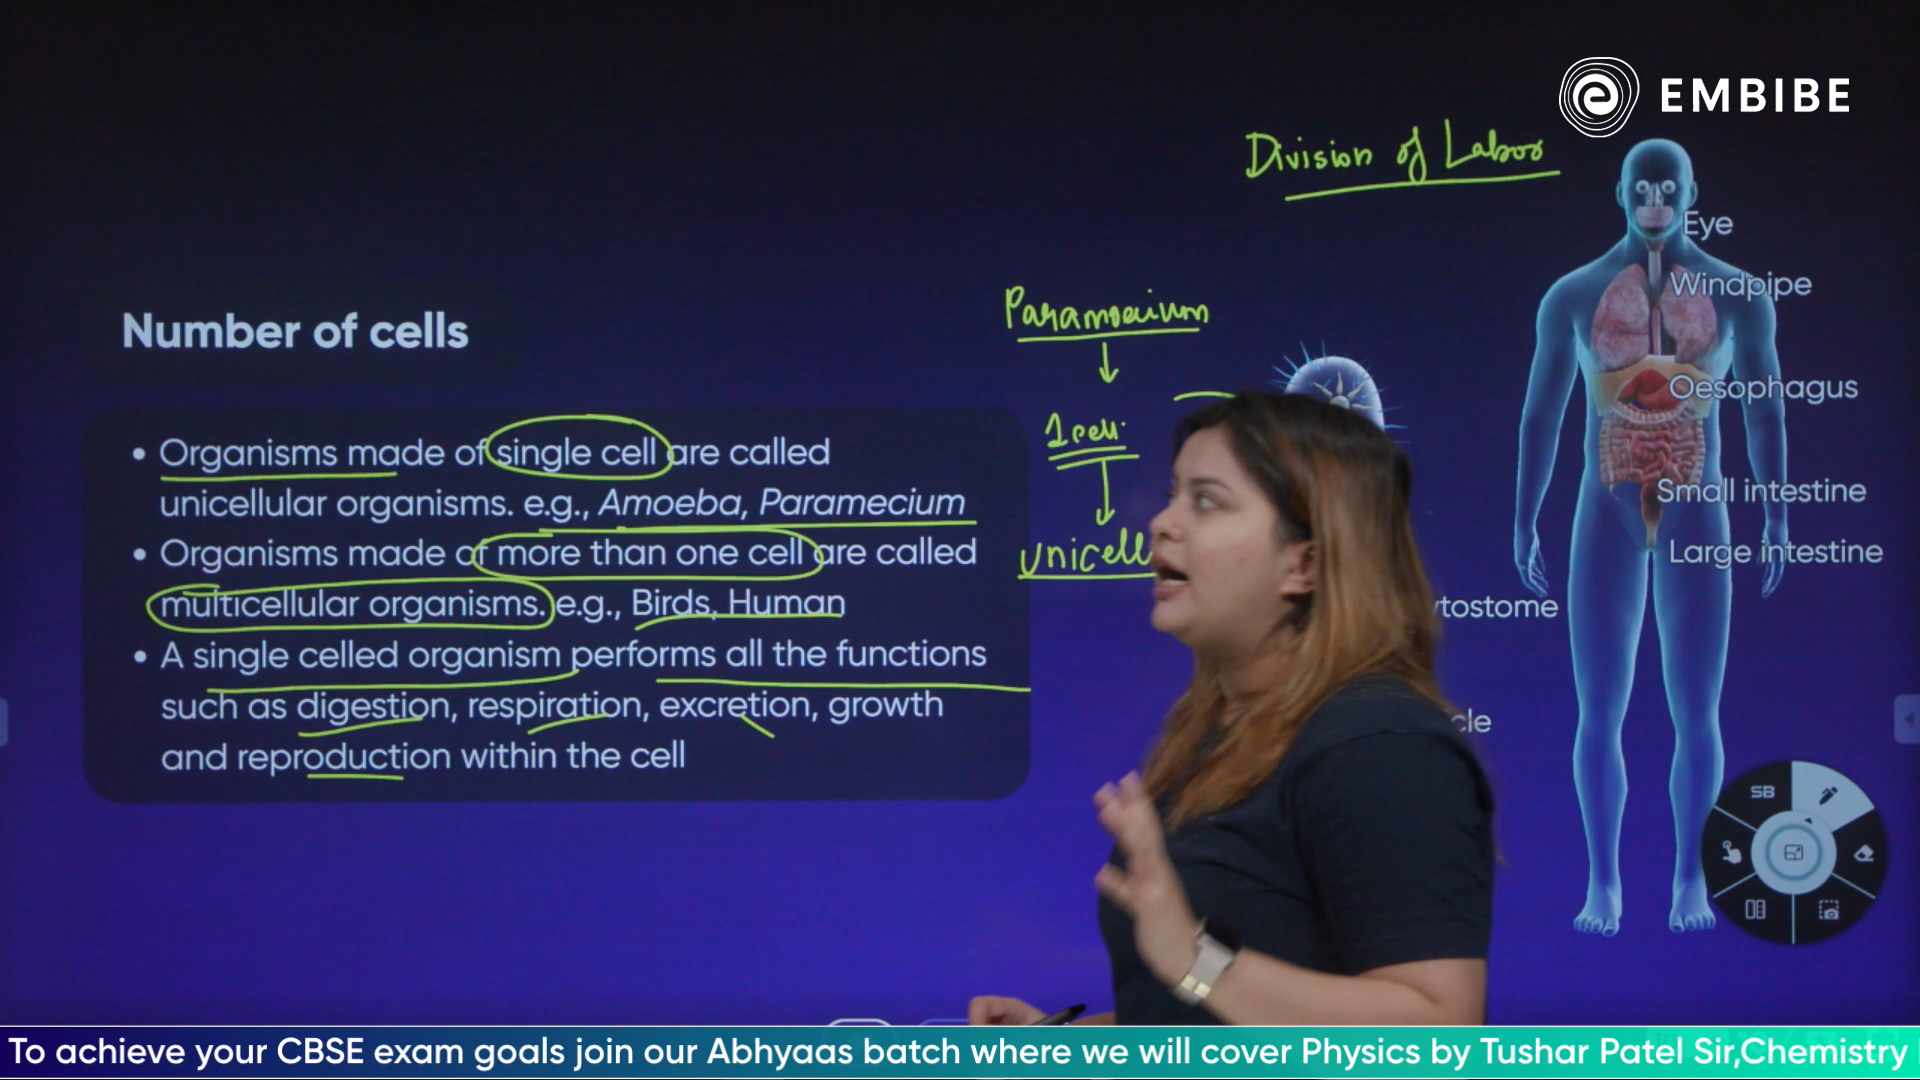 EMBIBE
Division of Labor
Eye
Windpipe
Oesophagus
Small intestine
Large intestine
Paramoecium
1 cell.
Unicell
Number of cells
• Organisms made of single cell are called
unicellular organisms. e.g., Amoeba, Paramecium
• Organisms made of more than one cell are called
multicellular organisms. e.g., Birds, Human
• A single celled organism performs all the functions
such as digestion, respiration, excretion, growth
and reproduction within the cell
ytostome
cle
SB
To achieve your CBSE exam goals join our Abhyaas batch where we will cover Physics by Tushar Patel Sir,Chemistry